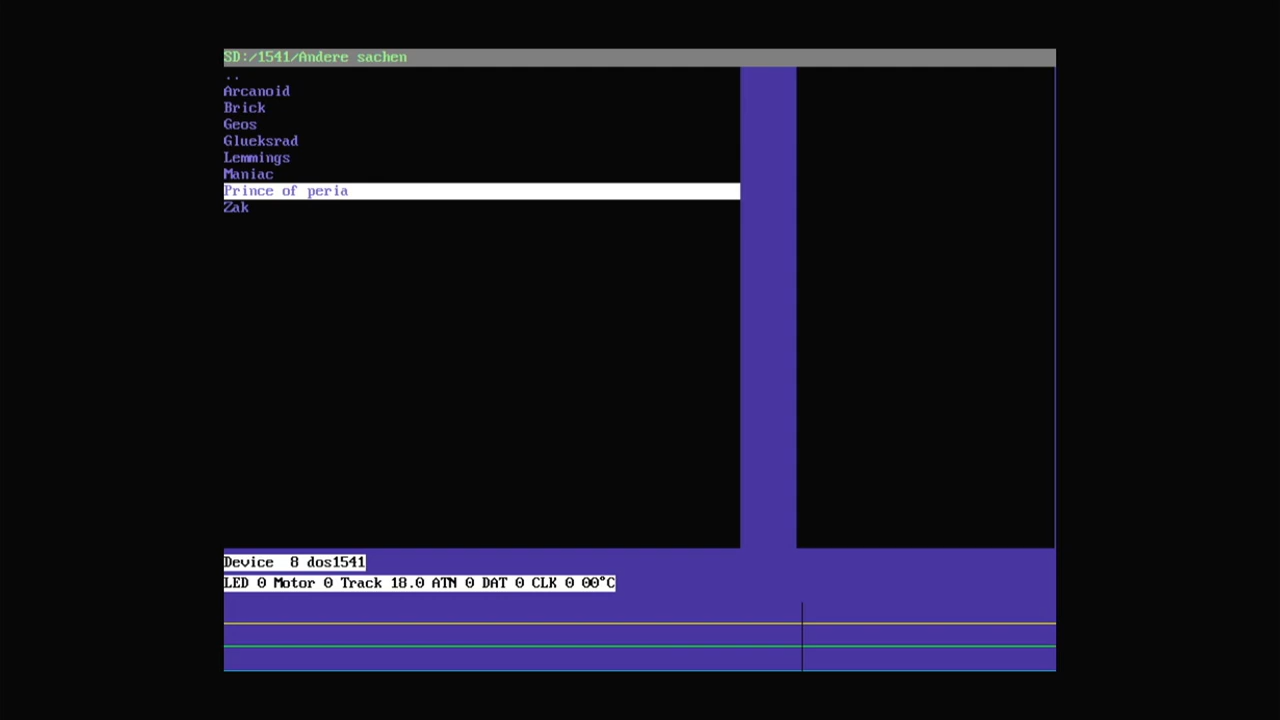 SD:/1541/Andere sachen
..
Arcanoid
Brick
Geos
Glueksrad
Lemmings
Maniac
Prince of peria
Zak
Device  8 dos1541
LED 0 Motor 0 Track 18.0 ATN 0 DAT 0 CLK 0 00°C